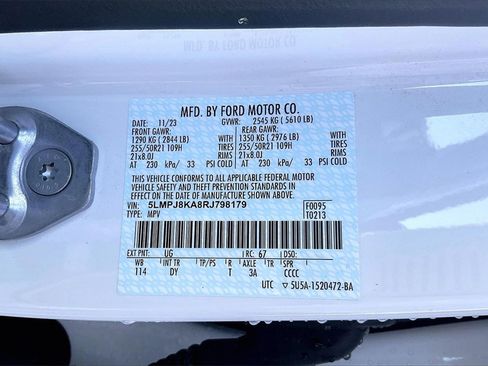 MFD. BY FORD MOTOR CO.
DATE: 11/23 GVWR: 2545 KG ( 5610 LB)
FRONT GAWR: REAR GAWR:
1290 KG ( 2844 LB) 1350 KG ( 2976 LB)
255/50R21 109H TIRES 255/50R21 109H TIRES
21x8.0J RIMS 21x8.0J RIMS
AT 230 kPa/ 33 PSI COLD AT 230 kPa/ 33 PSI COLD
THIS VEHICLE CONFORMS TO ALL
APPLICABLE FEDERAL MOTOR
VEHICLE SAFETY AND THEFT PREVENTION STANDARDS IN
EFFECT ON THE DATE OF MANUFACTURE SHOWN ABOVE.
VIN: 5LMPJ8KA8RJ798179 F0095
TYPE: MPV T0213
EXT PNT: UG RC: 67 DSO:
WB INT TR TP/PS R AXLE TR SPR
114 DY T 3A CCCC
UTC 5U5A-1520472-BA